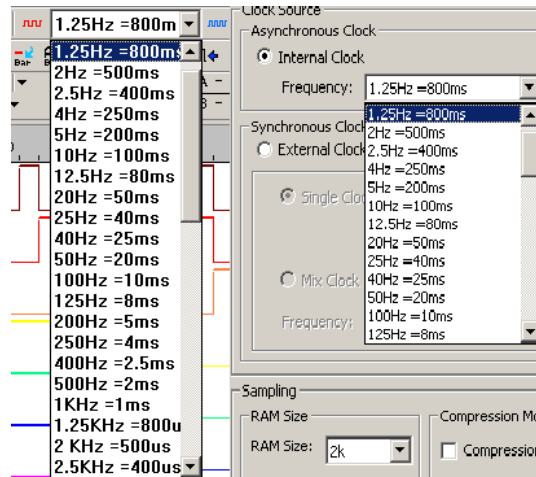 1.25Hz =800m
Bar
1.25Hz =800ms
2Hz =500ms
2.5Hz =400ms
4Hz =250ms
5Hz =200ms
10Hz =100ms
12.5Hz =80ms
20Hz =50ms
25Hz =40ms
40Hz =25ms
50Hz =20ms
100Hz =10ms
125Hz =8ms
200Hz =5ms
250Hz =4ms
400Hz =2.5ms
500Hz =2ms
1KHz =1ms
1.25KHz =800u
2 KHz =500us
2.5KHz =400us
A -
B -
Clock Source
Asynchronous Clock
Internal Clock
Frequency: 1.25Hz =800ms
1.25Hz =800ms
2Hz =500ms
2.5Hz =400ms
4Hz =250ms
5Hz =200ms
10Hz =100ms
12.5Hz =80ms
20Hz =50ms
25Hz =40ms
40Hz =25ms
50Hz =20ms
100Hz =10ms
125Hz =8ms
Synchronous Clock
External Clock
Single Clo
Mix Clock
Frequency:
Sampling
RAM Size
RAM Size: 2k
Compression Mo
Compression